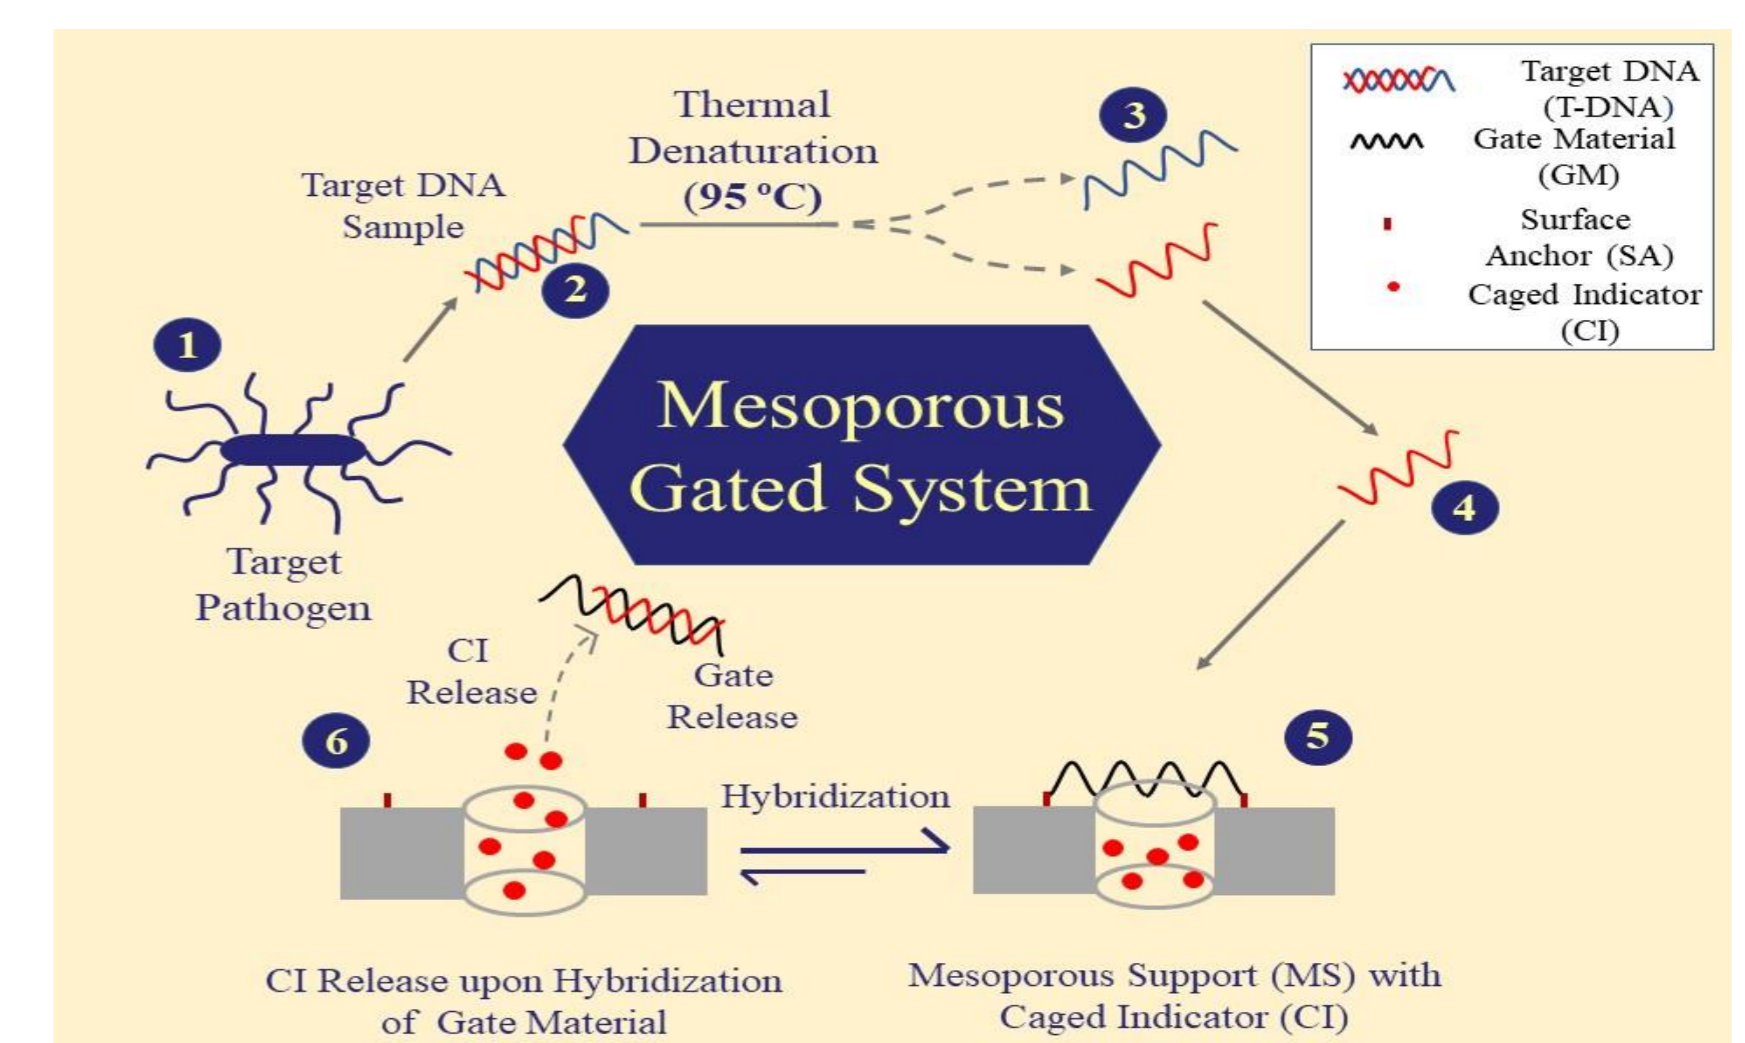 Thermal
Denaturation
(95 ºC)
Target DNA
Sample
3
2
1
Target
Pathogen
Mesoporous
Gated System
Target DNA
(T-DNA)
Gate Material
(GM)
Surface
Anchor (SA)
Caged Indicator
(CI)
4
CI
Release
Gate
Release
6
5
Hybridization
CI Release upon Hybridization
of Gate Material
Mesoporous Support (MS) with
Caged Indicator (CI)